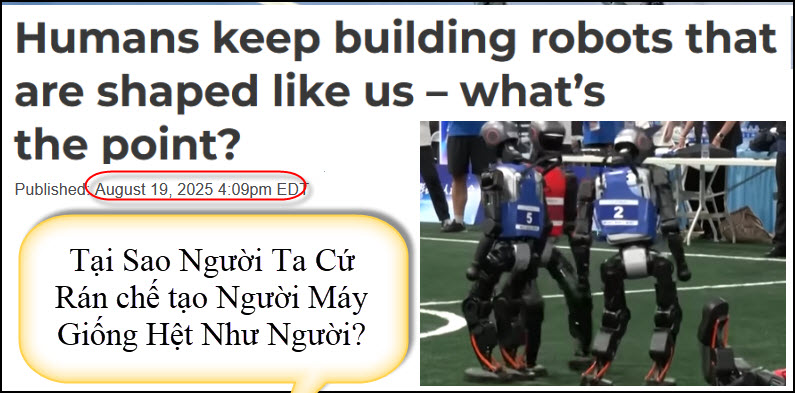 Humans keep building robots that
are shaped like us – what's
the point?
Published: August 19, 2025 4:09pm EDT
Tại Sao Người Ta Cứ
Rán chế tạo Người Máy
Giống Hệt Như Người?
5
2